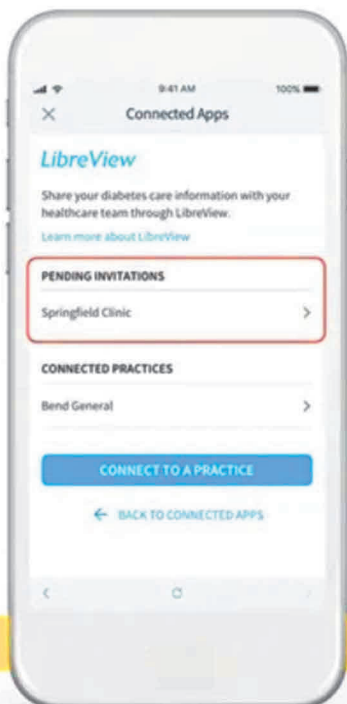 9:41 AM 100%
Connected Apps
LibreView
Share your diabetes care information with your
healthcare team through LibreView.
Learn more about LibreView
PENDING INVITATIONS
Springfield Clinic
CONNECTED PRACTICES
Bend General
CONNECT TO A PRACTICE
BACK TO CONNECTED APPS